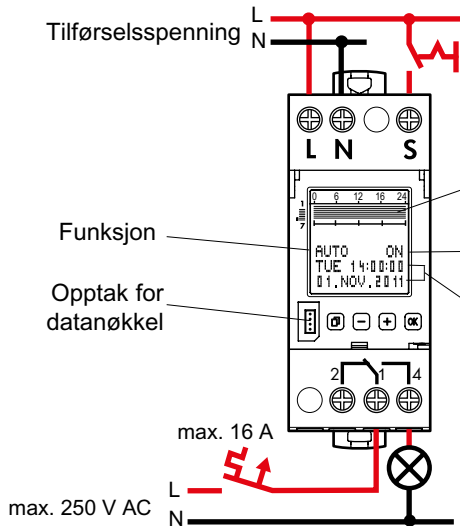 L
Tilførselsspenning N
L N S
0 6 12 16 24
1
7
Funksjon
AUTO ON
TUE 14:00:00
01.NOV.2011
Opptak for
datanøkkel
OK
2 1 4
max. 16 A
L
max. 250 V AC
N